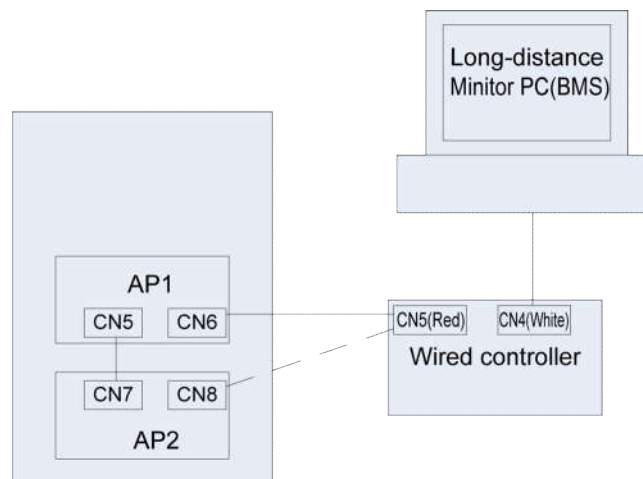 Long-distance
Minitor PC(BMS)
AP1
CN5
CN6
CN5(Red)
CN4(White)
Wired controller
CN7
CN8
AP2